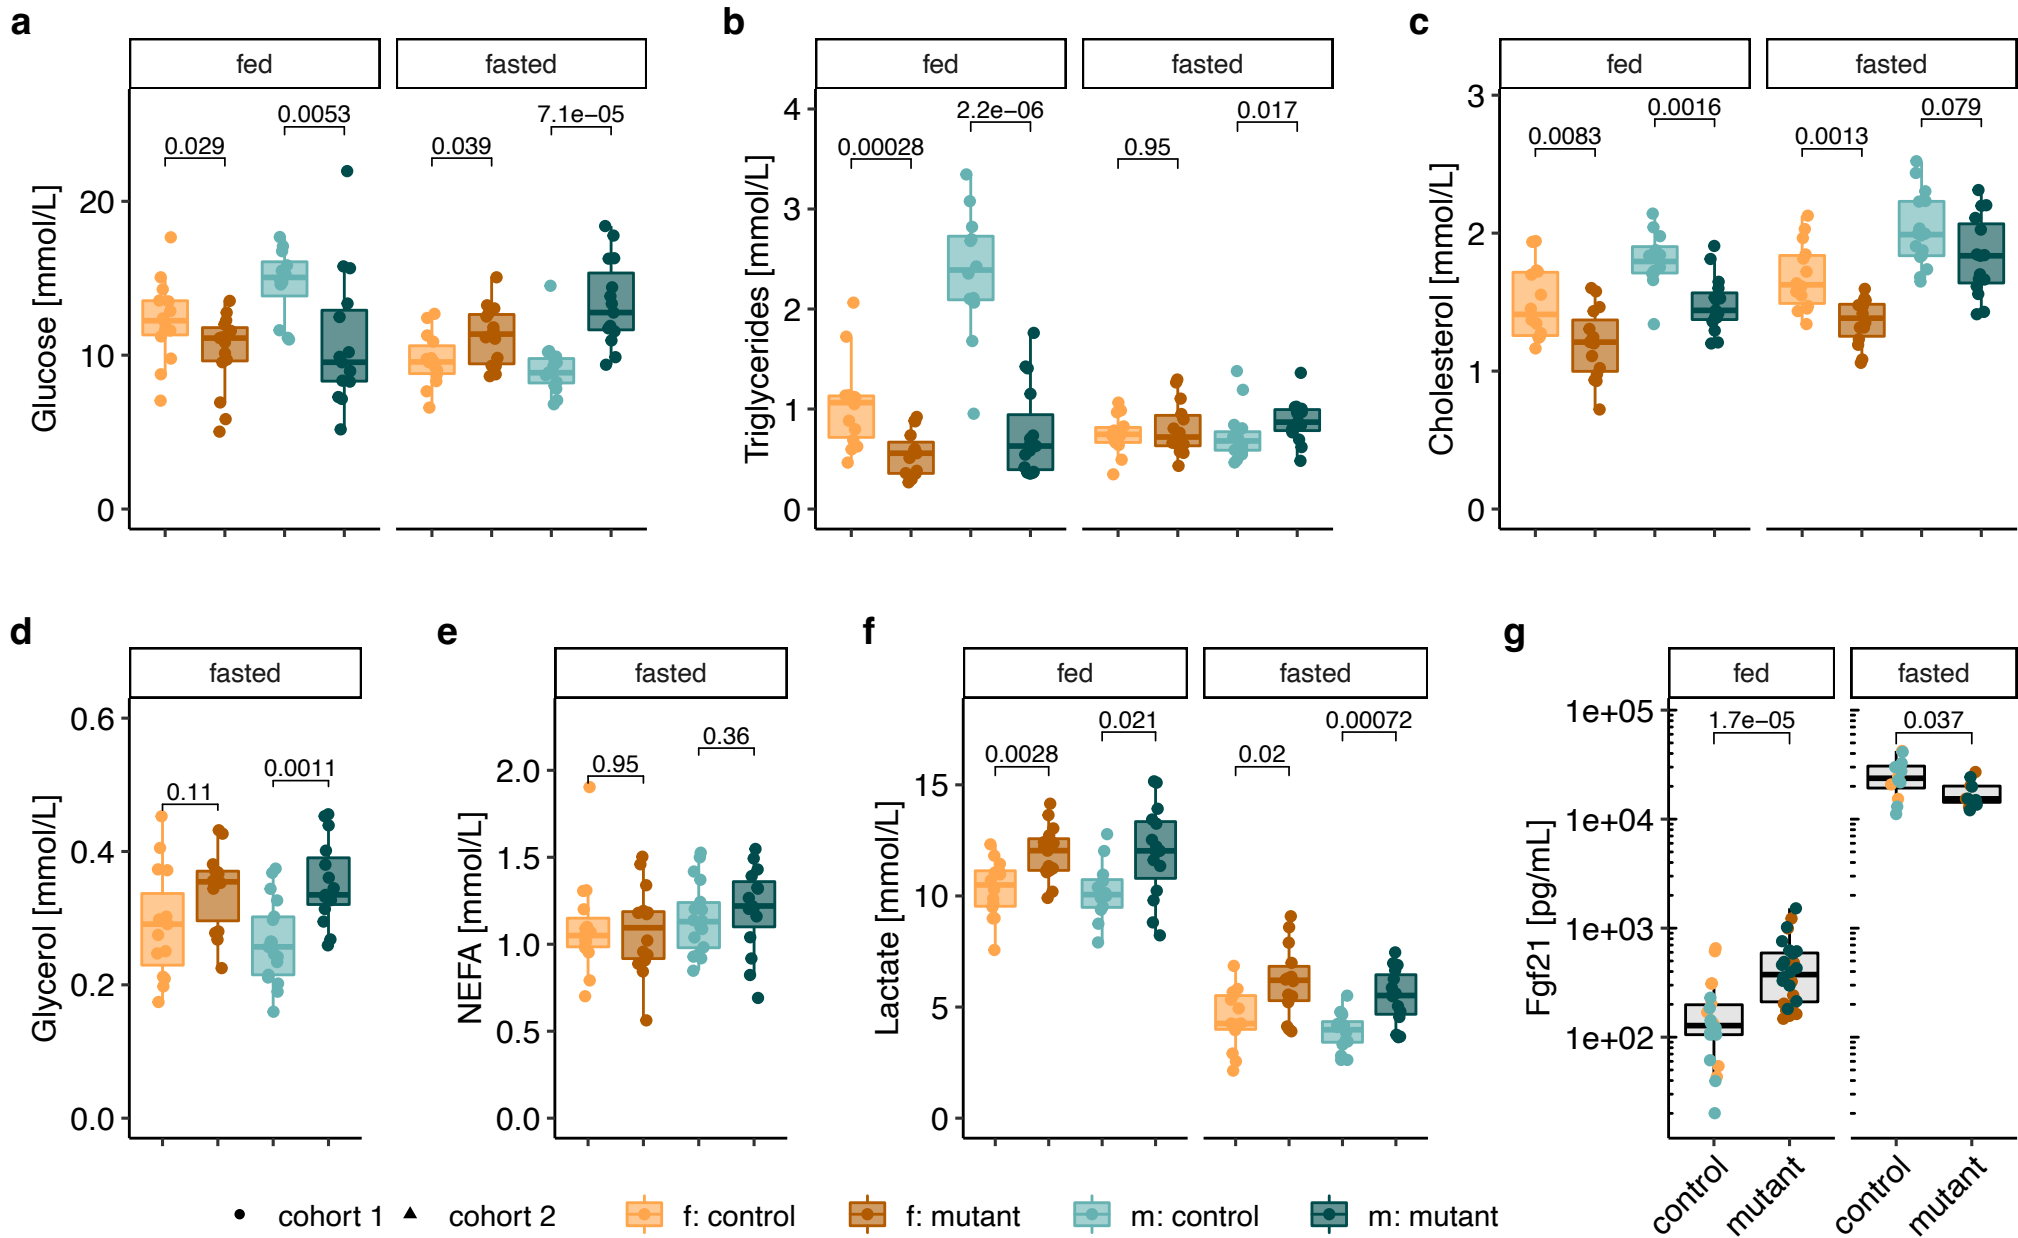 a
fed
fasted
0.029
0.0053
0.039
7.1e−05
Glucose [mmol/L]
20
10
0
b
fed
fasted
0.00028
2.2e−06
0.95
0.017
Triglycerides [mmol/L]
4
3
2
1
0
c
fed
fasted
0.0083
0.0016
0.0013
0.079
Cholesterol [mmol/L]
3
2
1
0
d
fasted
0.11
0.0011
Glycerol [mmol/L]
0.6
0.4
0.2
0.0
e
fasted
0.95
0.36
NEFA [mmol/L]
2.0
1.5
1.0
0.5
0.0
f
fed
fasted
0.0028
0.021
0.02
0.00072
Lactate [mmol/L]
15
10
5
0
g
fed
fasted
1.7e−05
0.037
Fgf21 [pg/mL]
1e+05
1e+04
1e+03
1e+02
control
mutant
control
mutant
cohort 1
cohort 2
f: control
f: mutant
m: control
m: mutant